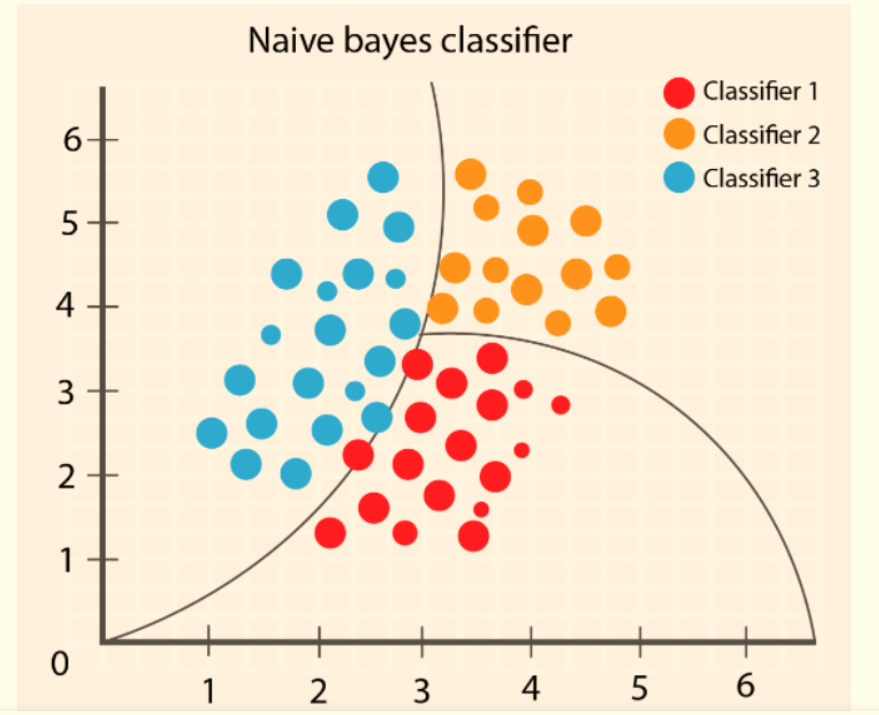 Naive bayes classifier
Classifier 1
Classifier 2
Classifier 3
6
5
4
3
2
1
0
1 2 3 4 5 6